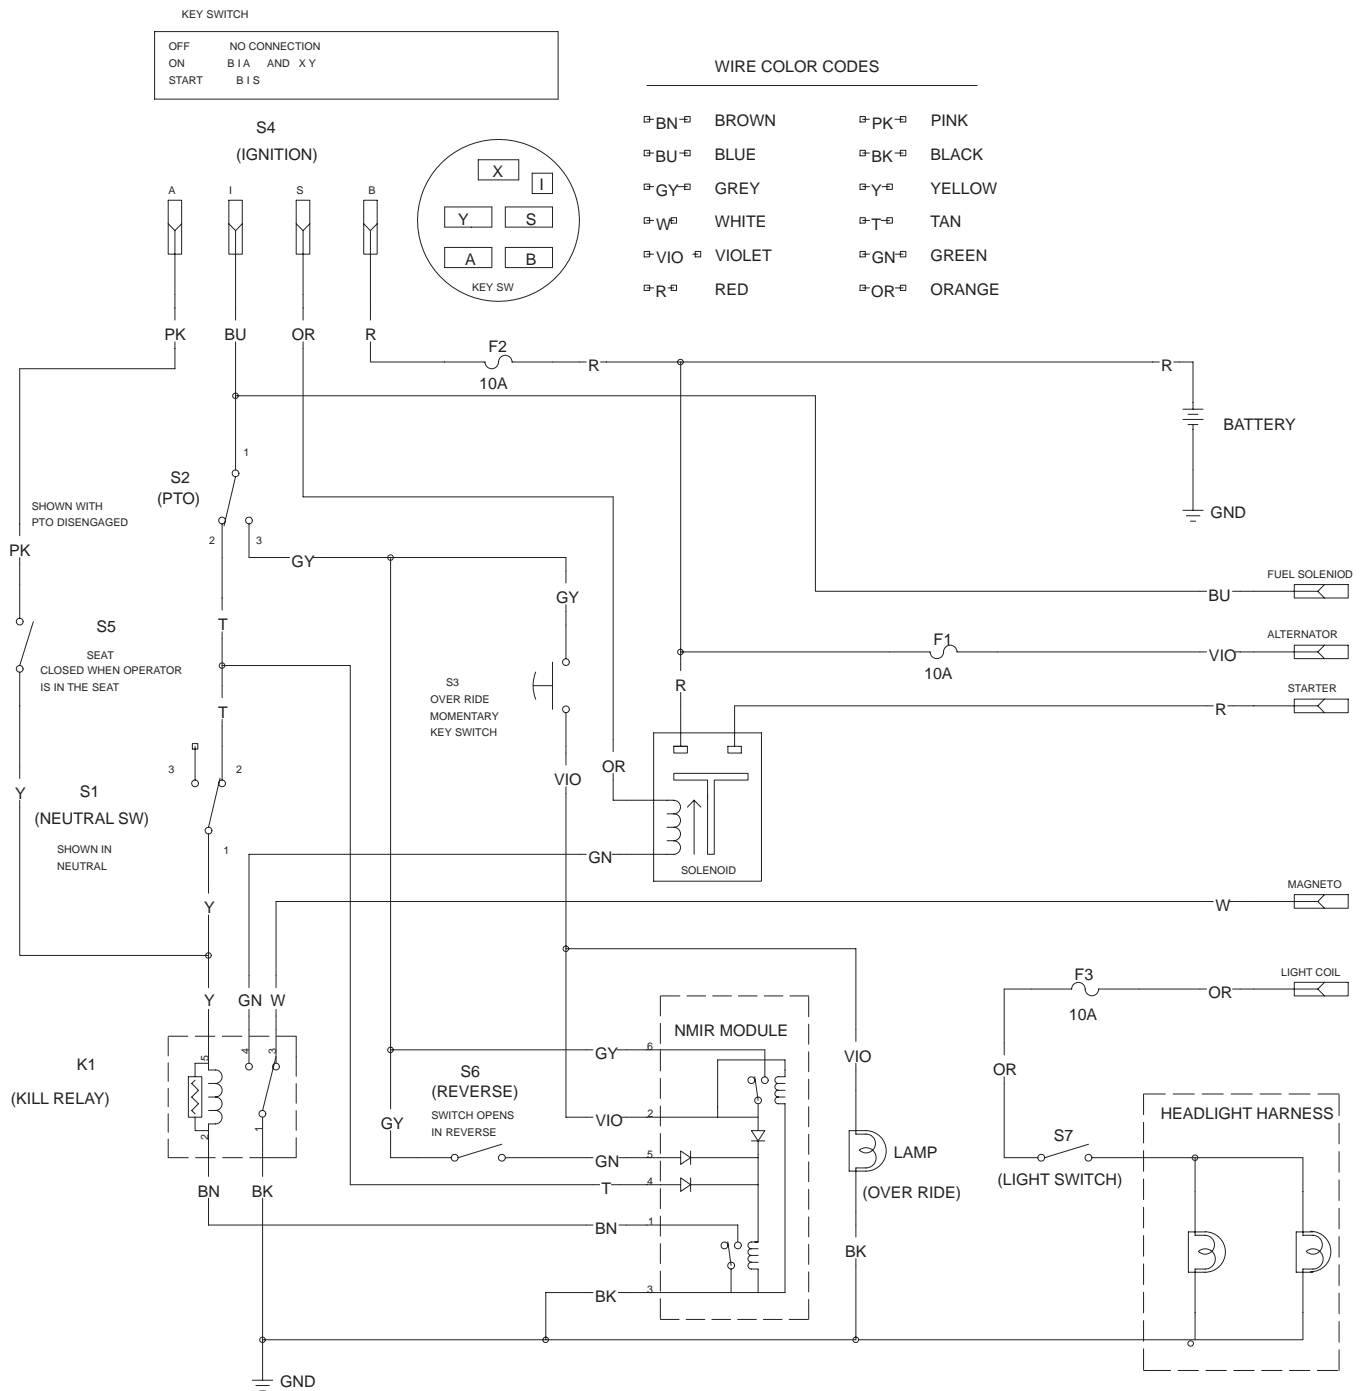 KEY SWITCH
OFF NO CONNECTION
ON B I A AND X Y
START B I S
S4
(IGNITION)
A
I
S
B
X
I
Y
S
A
B
KEY SW
WIRE COLOR CODES
BN BROWN
PK PINK
BU BLUE
BK BLACK
GY GREY
Y YELLOW
W WHITE
T TAN
VIO VIOLET
GN GREEN
R RED
OR ORANGE
PK
BU
OR
R
F2
10A
R
R
BATTERY
GND
S2
(PTO)
1
2
3
SHOWN WITH
PTO DISENGAGED
PK
GY
GY
T
S5
SEAT
CLOSED WHEN OPERATOR
IS IN THE SEAT
S3
OVER RIDE
MOMENTARY
KEY SWITCH
T
R
F1
10A
BU
FUEL SOLENIOD
VIO
ALTERNATOR
R
STARTER
3
2
Y
S1
(NEUTRAL SW)
SHOWN IN
NEUTRAL
1
VIO
OR
GN
SOLENOID
Y
W
MAGNETO
Y
GN
W
F3
10A
OR
LIGHT COIL
K1
(KILL RELAY)
5
4
3
2
1
BN
BK
GY
S6
(REVERSE)
SWITCH OPENS
IN REVERSE
NMIR MODULE
GY
6
VIO
2
GN
5
T
4
BN
1
BK
3
VIO
LAMP
(OVER RIDE)
BK
OR
S7
(LIGHT SWITCH)
HEADLIGHT HARNESS
GND